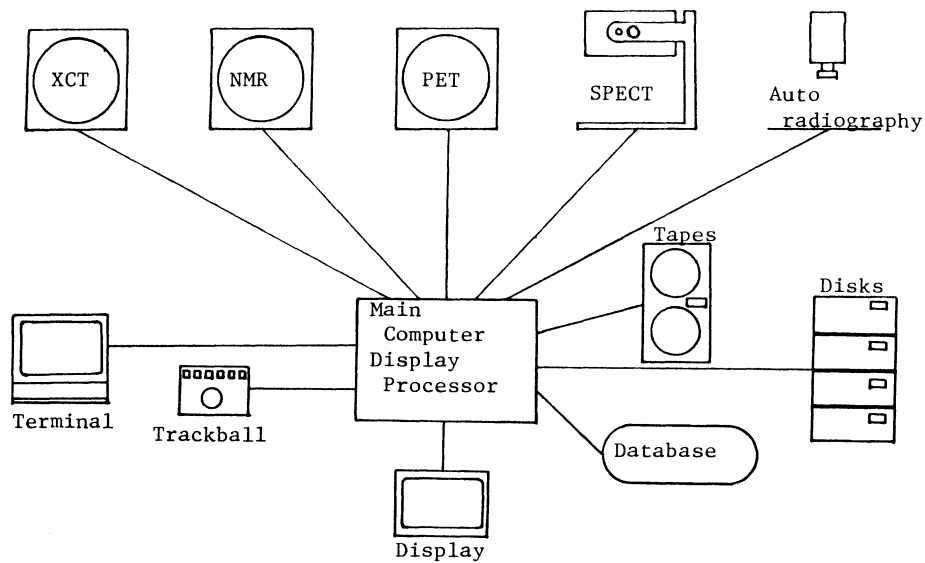 XCT
NMR
PET
SPECT
Auto
radiography
Tapes
Disks
Main
Computer
Display
Processor
Terminal
Trackball
Database
Display